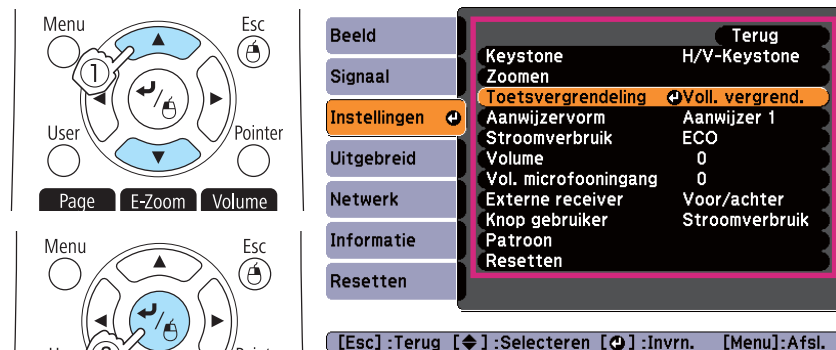 Menu
Esc
1
User
Pointer
Page
E-Zoom
Volume
Menu
Esc
Pointer
Beeld
Signaal
Instellingen
Uitgebreid
Netwerk
Informatie
Resetten
Terug
Keystone H/V-Keystone
Zoomen
Toetsvergrendeling Voll. vergrend.
Aanwijzervorm Aanwijzer 1
Stroomverbruik ECO
Volume 0
Vol. microfooningang 0
Externe receiver Voor/achter
Knop gebruiker Stroomverbruik
Patroon
Resetten
[Esc] :Terug [◆] :Selecteren [⏎] :Invrn. [Menu]:Afsl.